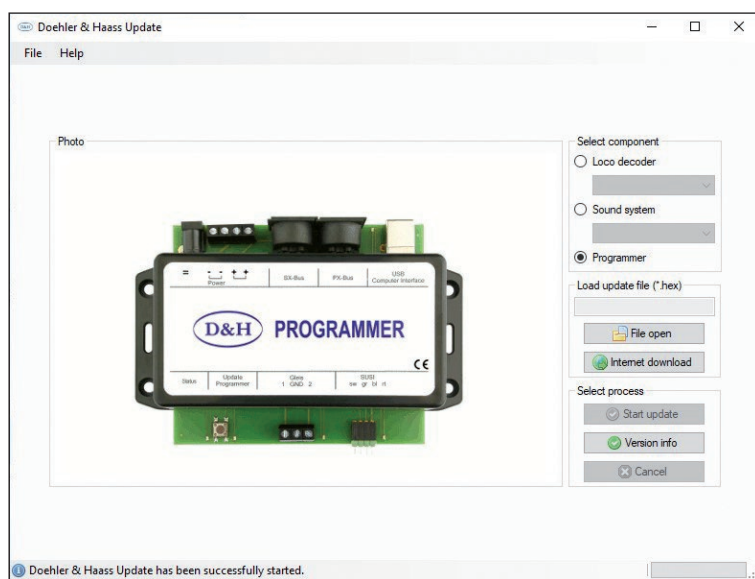 Doehler & Haass Update
File Help
Photo
= - - + +
Power
SX-Bus
PX-Bus
USB
Computer Interface
D&H PROGRAMMER
CE
Status
Update
Programmer
Gleis
1 GND 2
SUSI
sw gr bl rt
Select component
Loco decoder
Sound system
Programmer
Load update file (*.hex)
File open
Internet download
Select process
Start update
Version info
Cancel
Doehler & Haass Update has been successfully started.